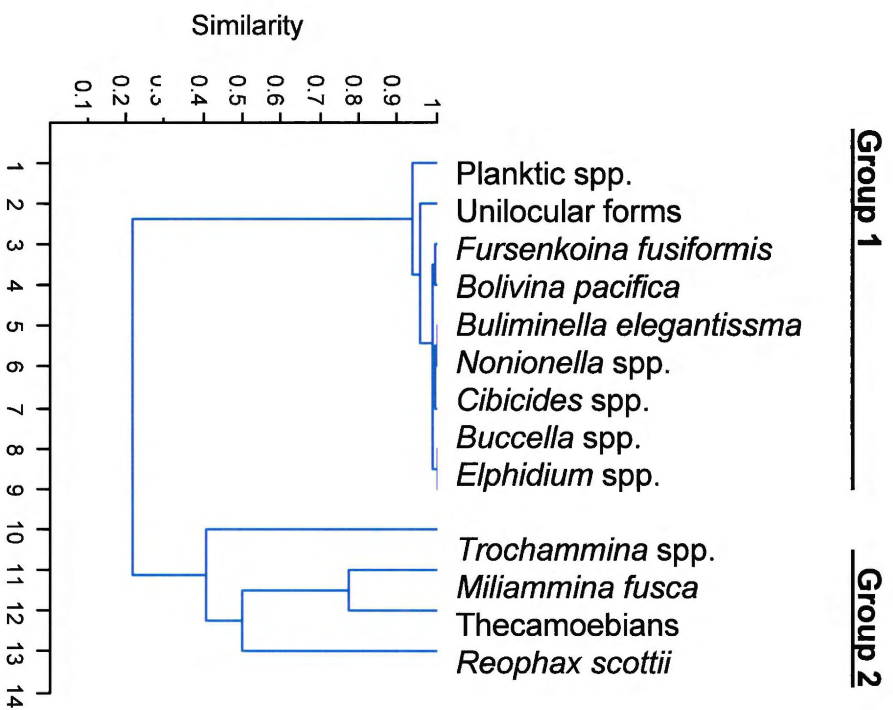 Similarity
0.1
0.2
0.4
0.5
0.6
0.7
0.8
0.9
1
1
2
3
4
5
6
7
8
9
10
11
12
13
14
Planktic spp.
Unilocular forms
Fursenkoina fusiformis
Bolivina pacifica
Buliminella elegantissma
Nonionella spp.
Cibicides spp.
Buccella spp.
Elphidium spp.
Trochammina spp.
Miliammina fusca
Thecamoebians
Reophax scottii
Group 1
Group 2